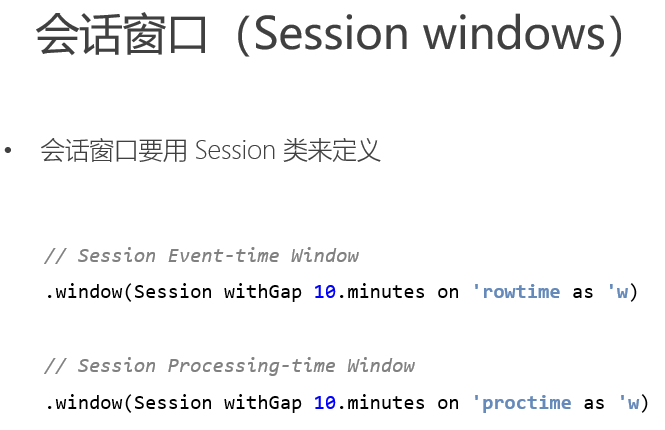 会话窗口（Session windows）
• 会话窗口要用 Session 类来定义
// Session Event-time Window
.window(Session withGap 10.minutes on 'rowtime as 'w)
// Session Processing-time Window
.window(Session withGap 10.minutes on 'proctime as 'w)